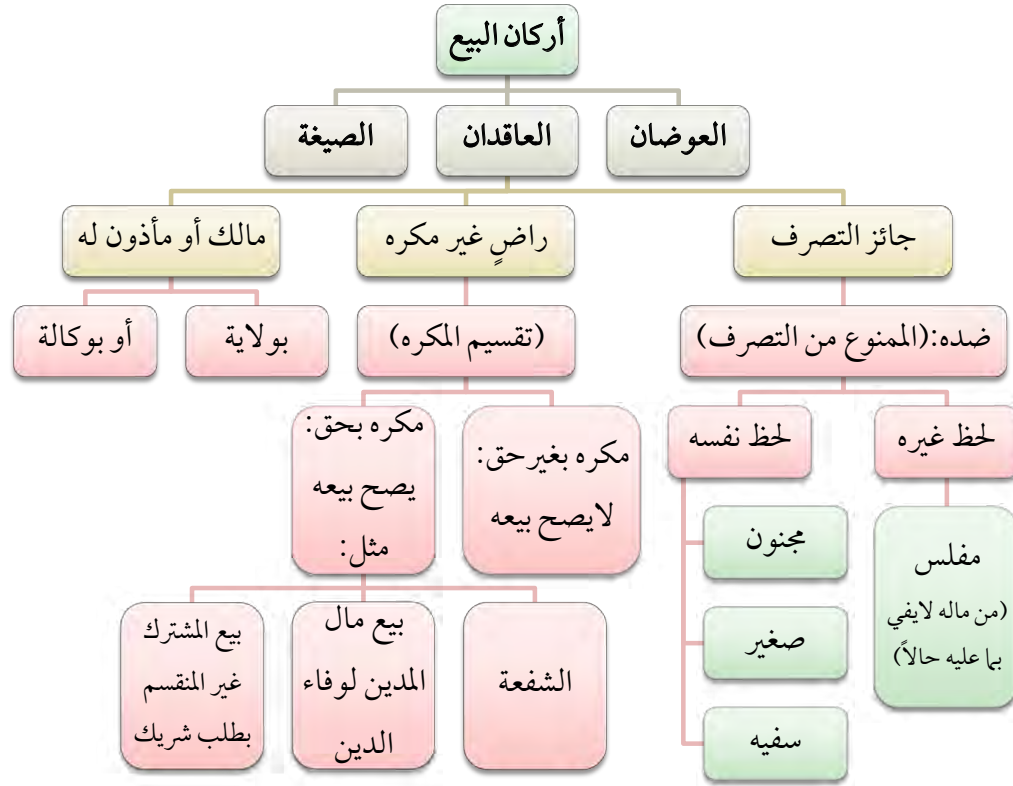 أركان البيع
العوضان
العاقدان
الصيغة
جائز التصرف
راضٍ غير مكره
مالك أو مأذون له
ضده:(الممنوع من التصرف)
(تقسيم المكره)
بولاية
أو بوكالة
لحظ غيره
لحظ نفسه
مكره بغير حق:
لايصح بيعه
مكره بحق:
يصح بيعه
مثل:
مفلس
(من ماله لايفي
بما عليه حالاً)
مجنون
صغير
سفيه
الشفعة
بيع مال
المدين لوفاء
الدين
بيع المشترك
غير المنقسم
بطلب شريك